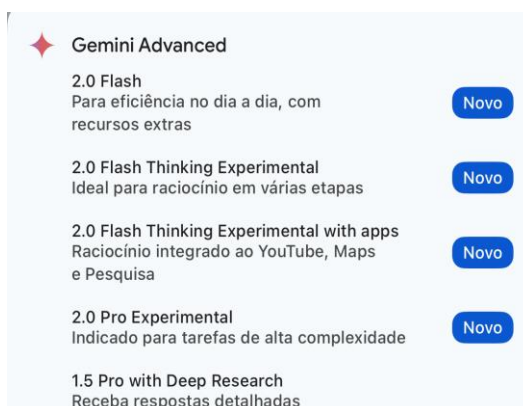 Gemini Advanced
2.0 Flash
Para eficiência no dia a dia, com
recursos extras
Novo
2.0 Flash Thinking Experimental
Ideal para raciocínio em várias etapas
Novo
2.0 Flash Thinking Experimental with apps
Raciocínio integrado ao YouTube, Maps
e Pesquisa
Novo
2.0 Pro Experimental
Indicado para tarefas de alta complexidade
Novo
1.5 Pro with Deep Research
Receba respostas detalhadas